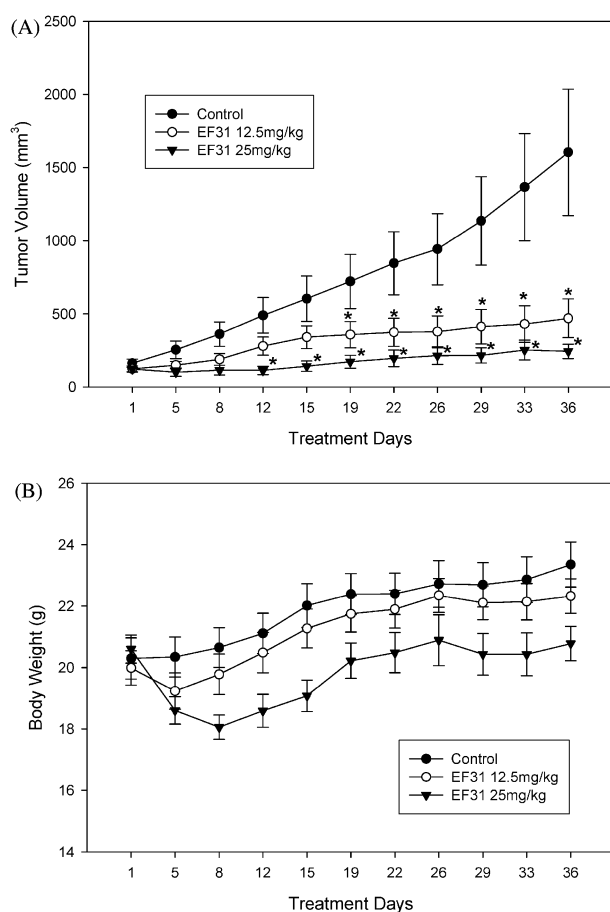 (A)
2500
2000
1500
1000
500
0
Tumor Volume (mm³)
Control
EF31 12.5mg/kg
EF31 25mg/kg
* * * * * *
* * * * * * * *
1 5 8 12 15 19 22 26 29 33 36
Treatment Days
(B)
26
24
22
20
18
16
14
Body Weight (g)
Control
EF31 12.5mg/kg
EF31 25mg/kg
1 5 8 12 15 19 22 26 29 33 36
Treatment Days